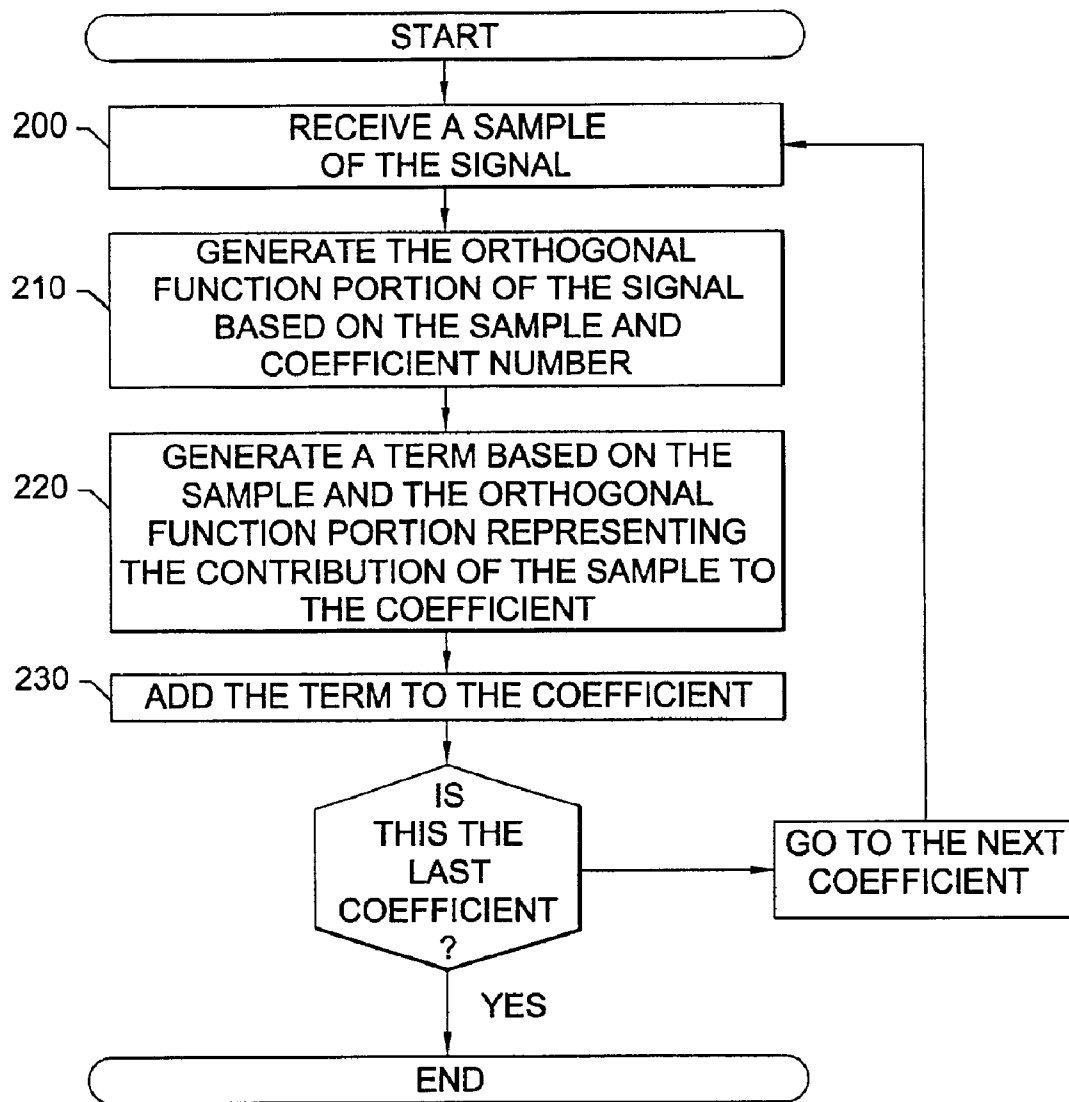 START
200
RECEIVE A SAMPLE
OF THE SIGNAL
210
GENERATE THE ORTHOGONAL
FUNCTION PORTION OF THE SIGNAL
BASED ON THE SAMPLE AND
COEFFICIENT NUMBER
220
GENERATE A TERM BASED ON THE
SAMPLE AND THE ORTHOGONAL
FUNCTION PORTION REPRESENTING
THE CONTRIBUTION OF THE SAMPLE TO
THE COEFFICIENT
230
ADD THE TERM TO THE COEFFICIENT
IS
THIS THE
LAST
COEFFICIENT
?
GO TO THE NEXT
COEFFICIENT
YES
END